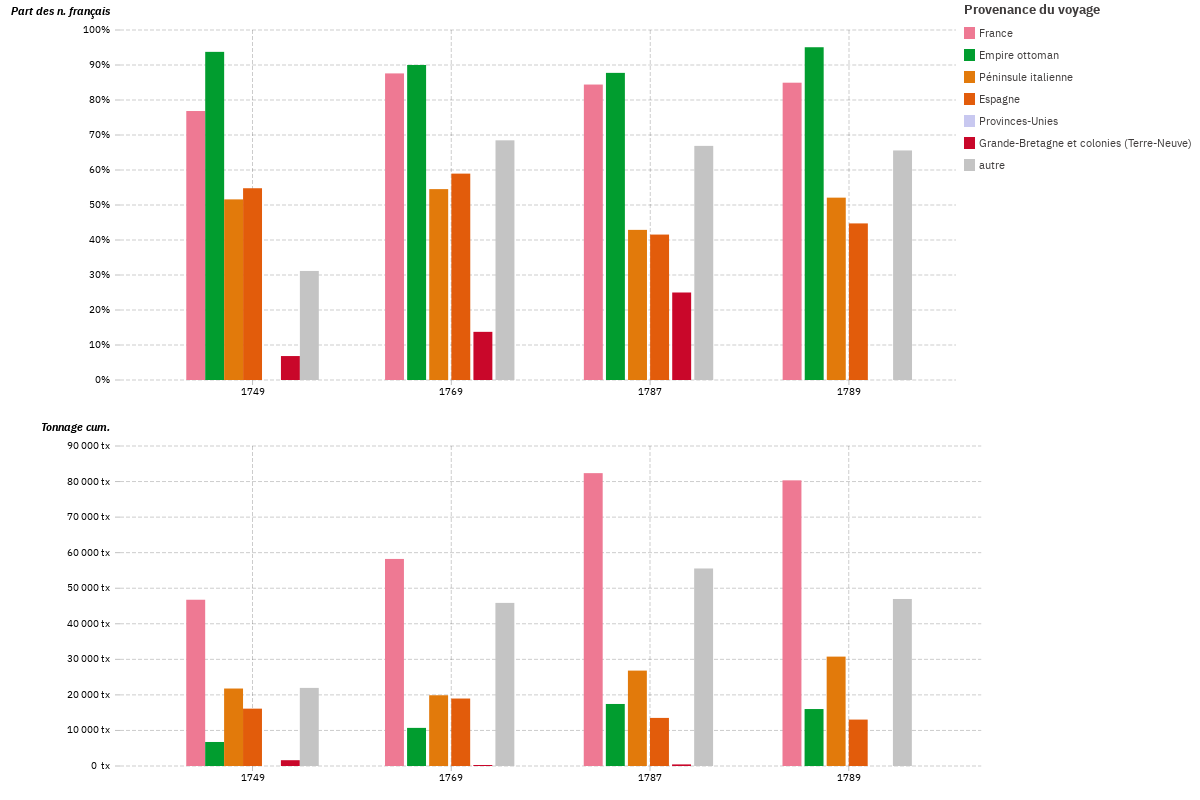 Part des n. français
100%
90%
80%
70%
60%
50%
40%
30%
20%
10%
0%
1749
1769
1787
1789
Provenance du voyage
France
Empire ottoman
Péninsule italienne
Espagne
Provinces-Unies
Grande-Bretagne et colonies (Terre-Neuve)
autre
Tonnage cum.
90 000 tx
80 000 tx
70 000 tx
60 000 tx
50 000 tx
40 000 tx
30 000 tx
20 000 tx
10 000 tx
0 tx
1749
1769
1787
1789